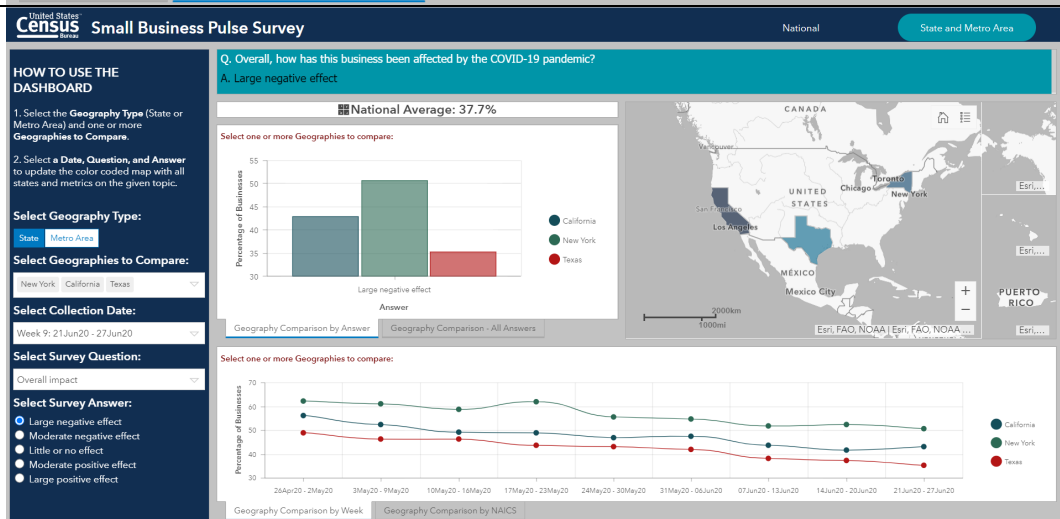 United States®
Census
Bureau
Small Business Pulse Survey
National
State and Metro Area
HOW TO USE THE
DASHBOARD
1. Select the Geography Type (State or
Metro Area) and one or more
Geographies to Compare.
2. Select a Date, Question, and Answer
to update the color coded map with all
states and metrics on the given topic.
Select Geography Type:
State
Metro Area
Select Geographies to Compare:
New York
California
Texas
Select Collection Date:
Week 9: 21Jun20 - 27Jun20
Select Survey Question:
Overall impact
Select Survey Answer:
Large negative effect
Moderate negative effect
Little or no effect
Moderate positive effect
Large positive effect
Q. Overall, how has this business been affected by the COVID-19 pandemic?
A. Large negative effect
National Average: 37.7%
Select one or more Geographies to compare:
Percentage of Businesses
55
50
45
40
35
30
Large negative effect
Answer
California
New York
Texas
Geography Comparison by Answer
Geography Comparison - All Answers
CANADA
Vancouver
Toronto
Chicago
New York
UNITED
STATES
San Francisco
Los Angeles
MÉXICO
Mexico City
2000km
1000mi
Esri, FAO, NOAA | Esri, FAO, NOAA ...
+
−
Esri,...
Esri,...
PUERTO
RICO
Esri,...
Select one or more Geographies to compare:
Percentage of Businesses
70
60
50
40
30
26Apr20 - 2May20
3May20 - 9May20
10May20 - 16May20
17May20 - 23May20
24May20 - 30May20
31May20 - 06Jun20
07Jun20 - 13Jun20
14Jun20 - 20Jun20
21Jun20 - 27Jun20
California
New York
Texas
Geography Comparison by Week
Geography Comparison by NAICS